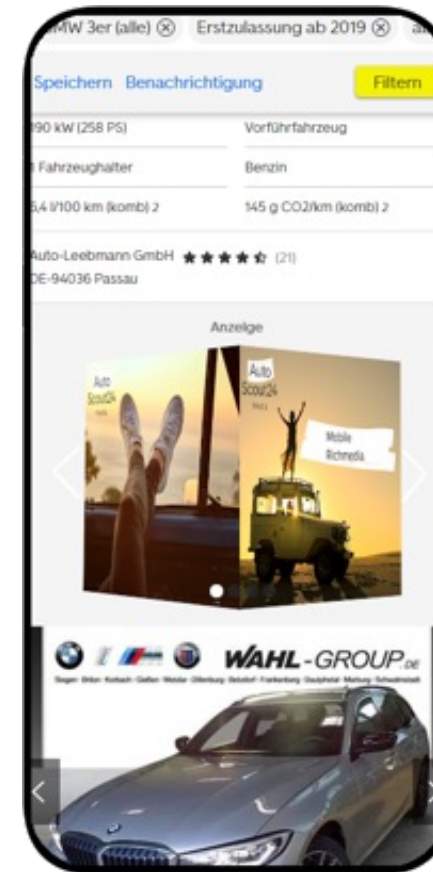 BMW 3er (alle) Erstzulassung ab 2019
Speichern Benachrichtigung Filtern
190 kW (258 PS) Vorführfahrzeug
1 Fahrzeughalter Benzin
6,4 l/100 km (komb) 2 145 g CO2/km (komb) 2
Auto-Leebmann GmbH (21)
DE-94036 Passau
Anzeige
Auto
Scout24
Auto
Scout24
Mobile
Richmedia
WAHL-GROUP.DE